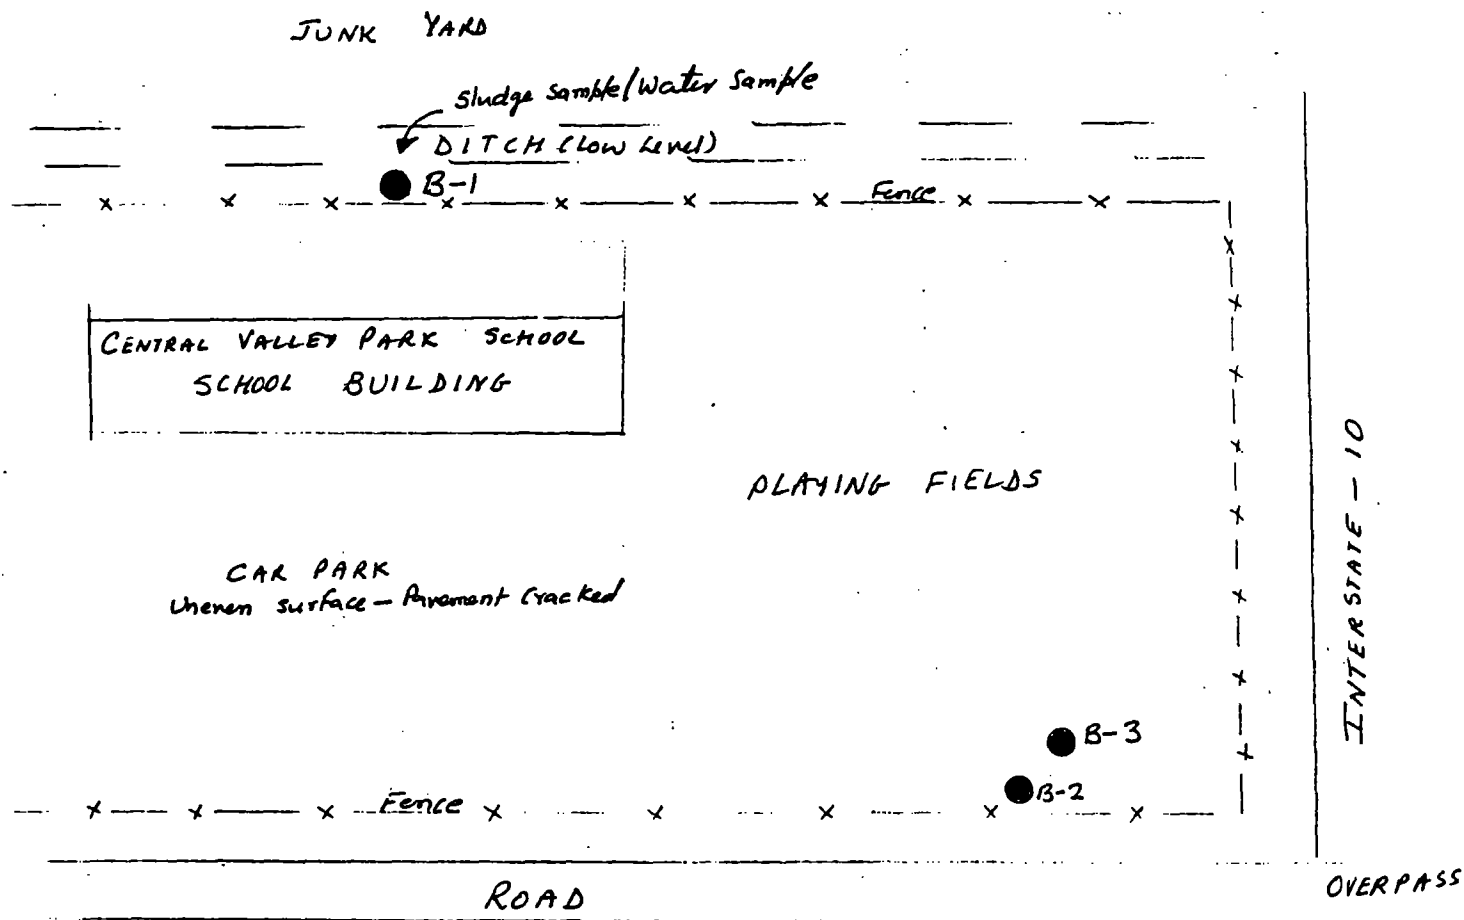 JUNK YARD
Sludge Sample/Water Sample
DITCH (Low Level)
B-1
Fence
CENTRAL VALLEY PARK SCHOOL
SCHOOL BUILDING
PLAYING FIELDS
INTERSTATE - 10
CAR PARK
Uneven surface - Pavement Cracked
B-3
B-2
Fence
ROAD
OVERPASS